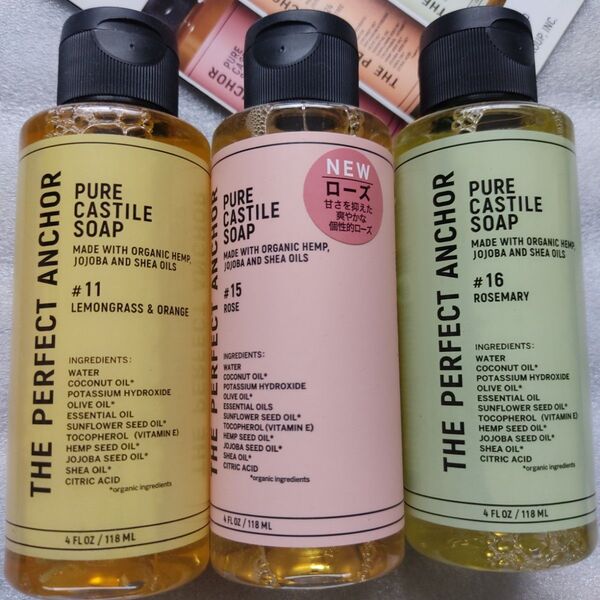 THE PERFECT ANCHOR
PURE
CASTILE
SOAP
MADE WITH ORGANIC HEMP,
JOJOBA AND SHEA OILS
#11
LEMONGRASS & ORANGE
INGREDIENTS:
WATER
COCONUT OIL*
POTASSIUM HYDROXIDE
OLIVE OIL*
ESSENTIAL OIL
SUNFLOWER SEED OIL*
TOCOPHEROL (VITAMIN E)
HEMP SEED OIL*
JOJOBA SEED OIL*
SHEA OIL*
CITRIC ACID
*organic ingredients
4 FL OZ / 118 ML
THE PERFECT ANCHOR
PURE
CASTILE
SOAP
MADE WITH ORGANIC HEMP,
JOJOBA AND SHEA OILS
#15
ROSE
INGREDIENTS:
WATER
COCONUT OIL*
POTASSIUM HYDROXIDE
OLIVE OIL*
ESSENTIAL OILS
SUNFLOWER SEED OIL*
TOCOPHEROL (VITAMIN E)
HEMP SEED OIL*
JOJOBA SEED OIL*
SHEA OIL*
CITRIC ACID
*organic ingredients
4 FL OZ / 118 ML
NEW
ローズ
甘さを抑えた
爽やかな
個性的ローズ
THE PERFECT ANCHOR
PURE
CASTILE
SOAP
MADE WITH ORGANIC HEMP,
JOJOBA AND SHEA OILS
#16
ROSEMARY
INGREDIENTS:
WATER
COCONUT OIL*
POTASSIUM HYDROXIDE
OLIVE OIL*
ESSENTIAL OIL
SUNFLOWER SEED OIL*
TOCOPHEROL (VITAMIN E)
HEMP SEED OIL*
JOJOBA SEED OIL*
SHEA OIL*
CITRIC ACID
*organic ingredients
4 FL OZ / 118 ML